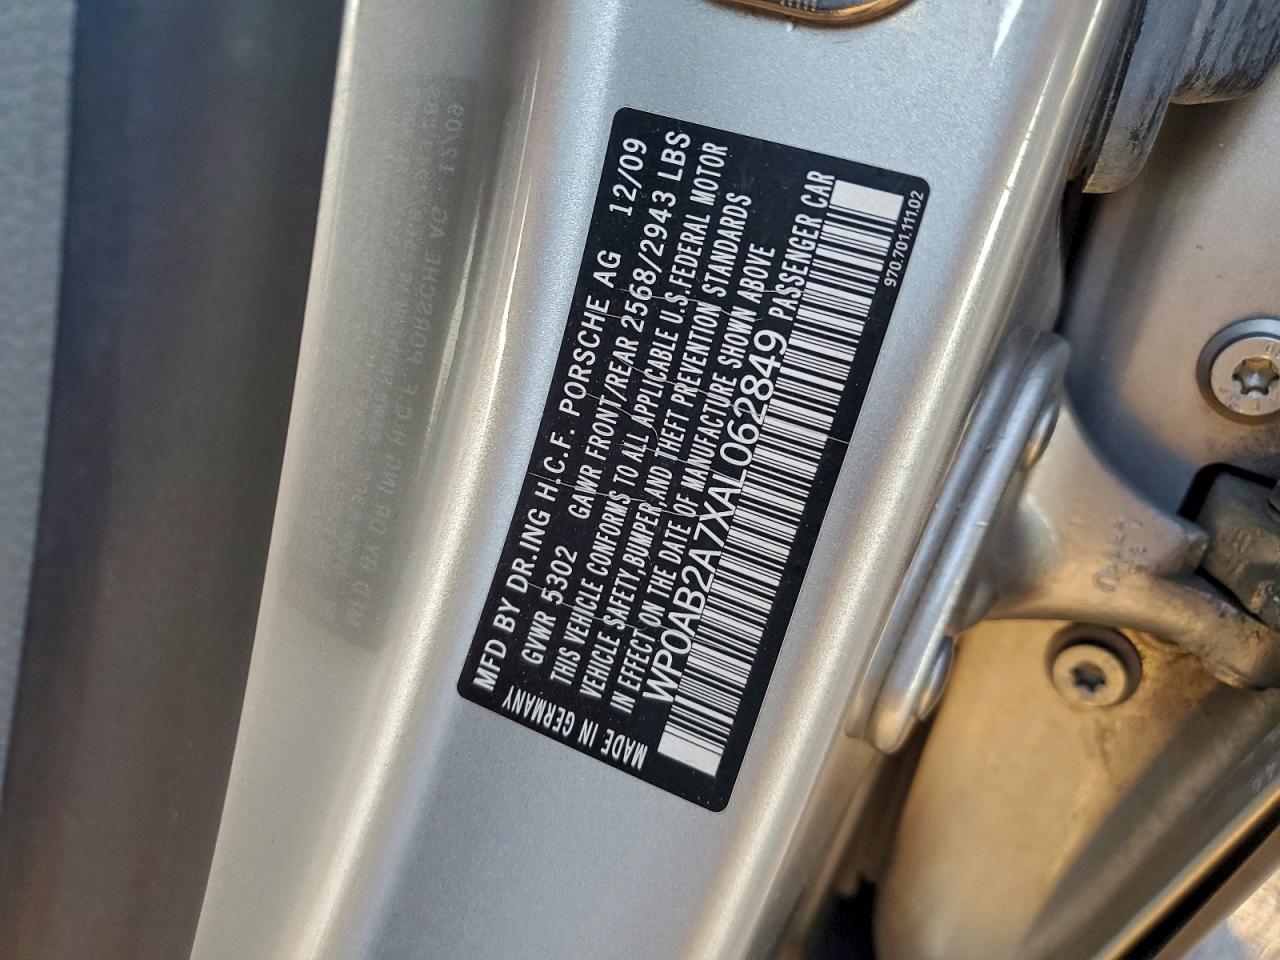 MFD BY DR.ING H.C.F. PORSCHE AG 12/09
GVWR 5302 GAWR FRONT/REAR 2568/2943 LBS
THIS VEHICLE CONFORMS TO ALL APPLICABLE U.S.FEDERAL MOTOR
VEHICLE SAFETY,BUMPER,AND THEFT PREVENTION STANDARDS
IN EFFECT ON THE DATE OF MANUFACTURE SHOWN ABOVE
WP0AB2A7XAL062849 PASSENGER CAR
MADE IN GERMANY
970.701.111.02